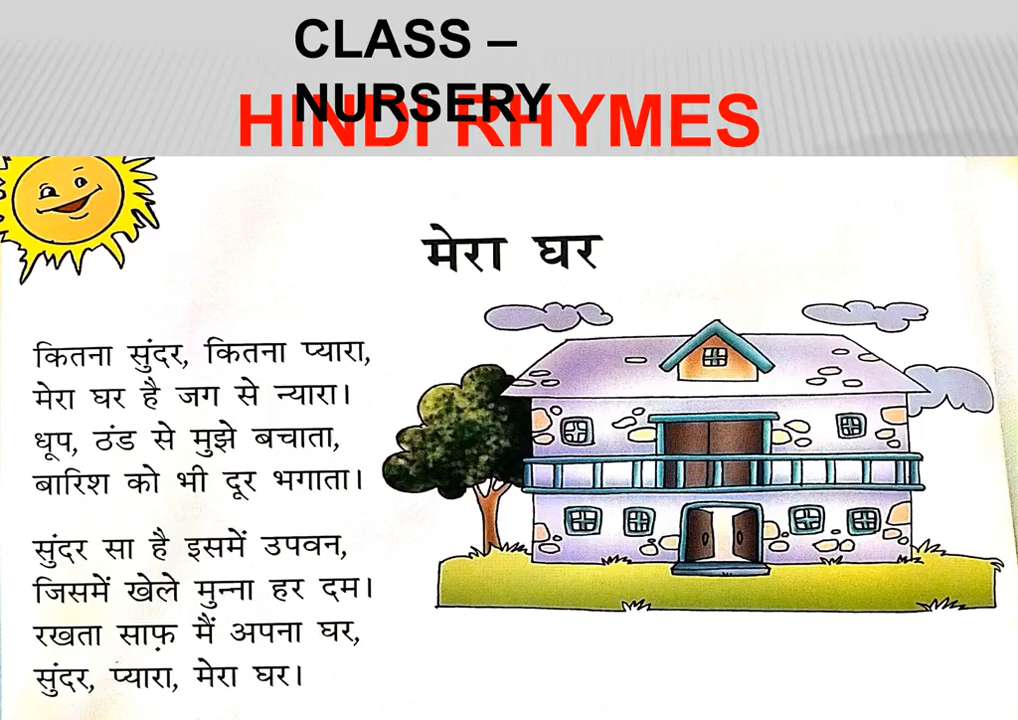 CLASS –
NURSERY
HINDI RHYMES
मेरा घर
कितना सुंदर, कितना प्यारा,
मेरा घर है जग से न्यारा।
धूप, ठंड से मुझे बचाता,
बारिश को भी दूर भगाता।
सुंदर सा है इसमें उपवन,
जिसमें खेले मुन्ना हर दम।
रखता साफ़ मैं अपना घर,
सुंदर, प्यारा, मेरा घर।